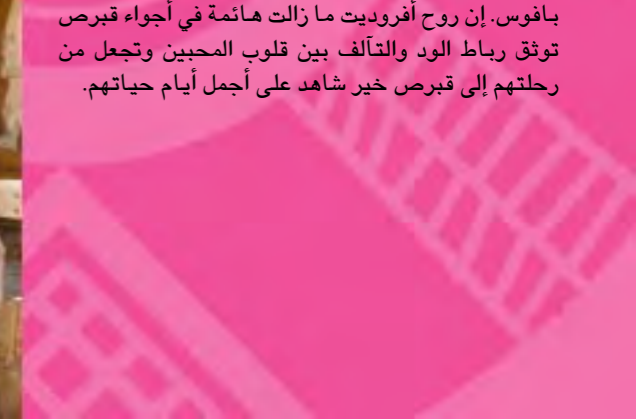 بافوس. إن روح أفروديت ما زالت هائمة في أجواء قبرص
توثق رباط الود والتآلف بين قلوب المحبين وتجعل من
رحلتهم إلى قبرص خير شاهد على أجمل أيام حياتهم.